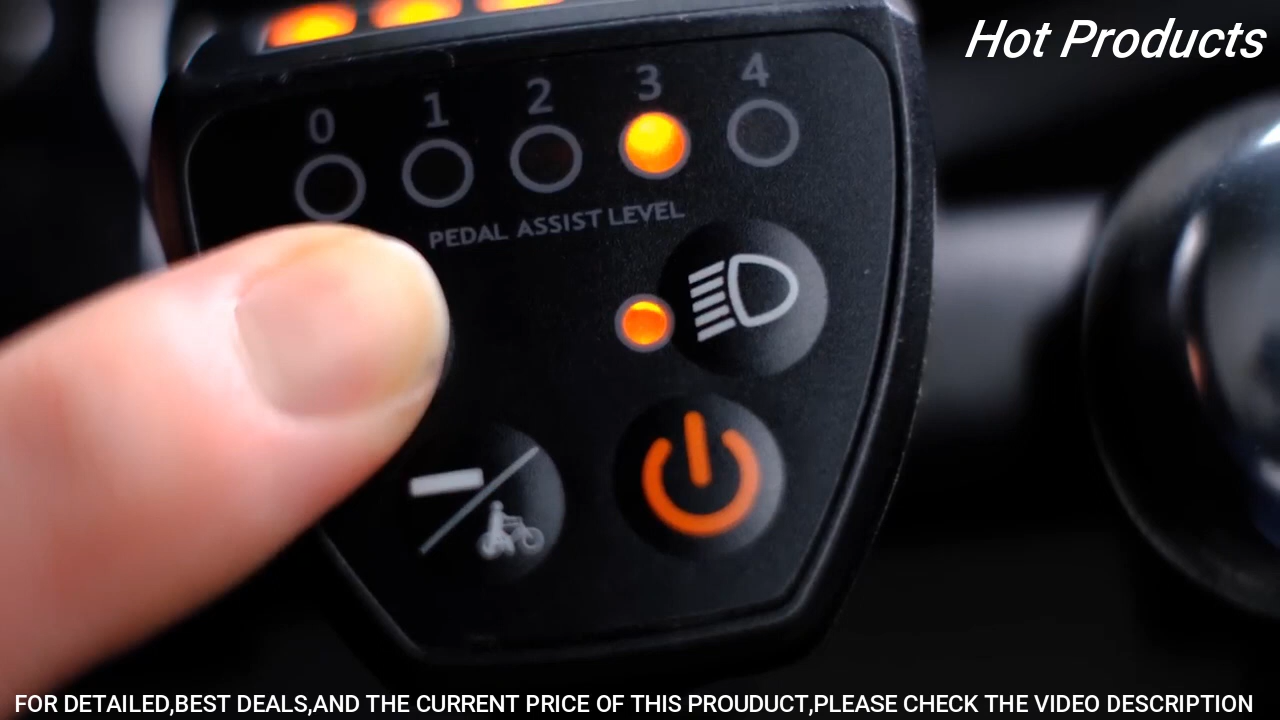 Hot Products
0 1 2 3 4
PEDAL ASSIST LEVEL
FOR DETAILED,BEST DEALS,AND THE CURRENT PRICE OF THIS PROUDUCT,PLEASE CHECK THE VIDEO DESCRIPTION